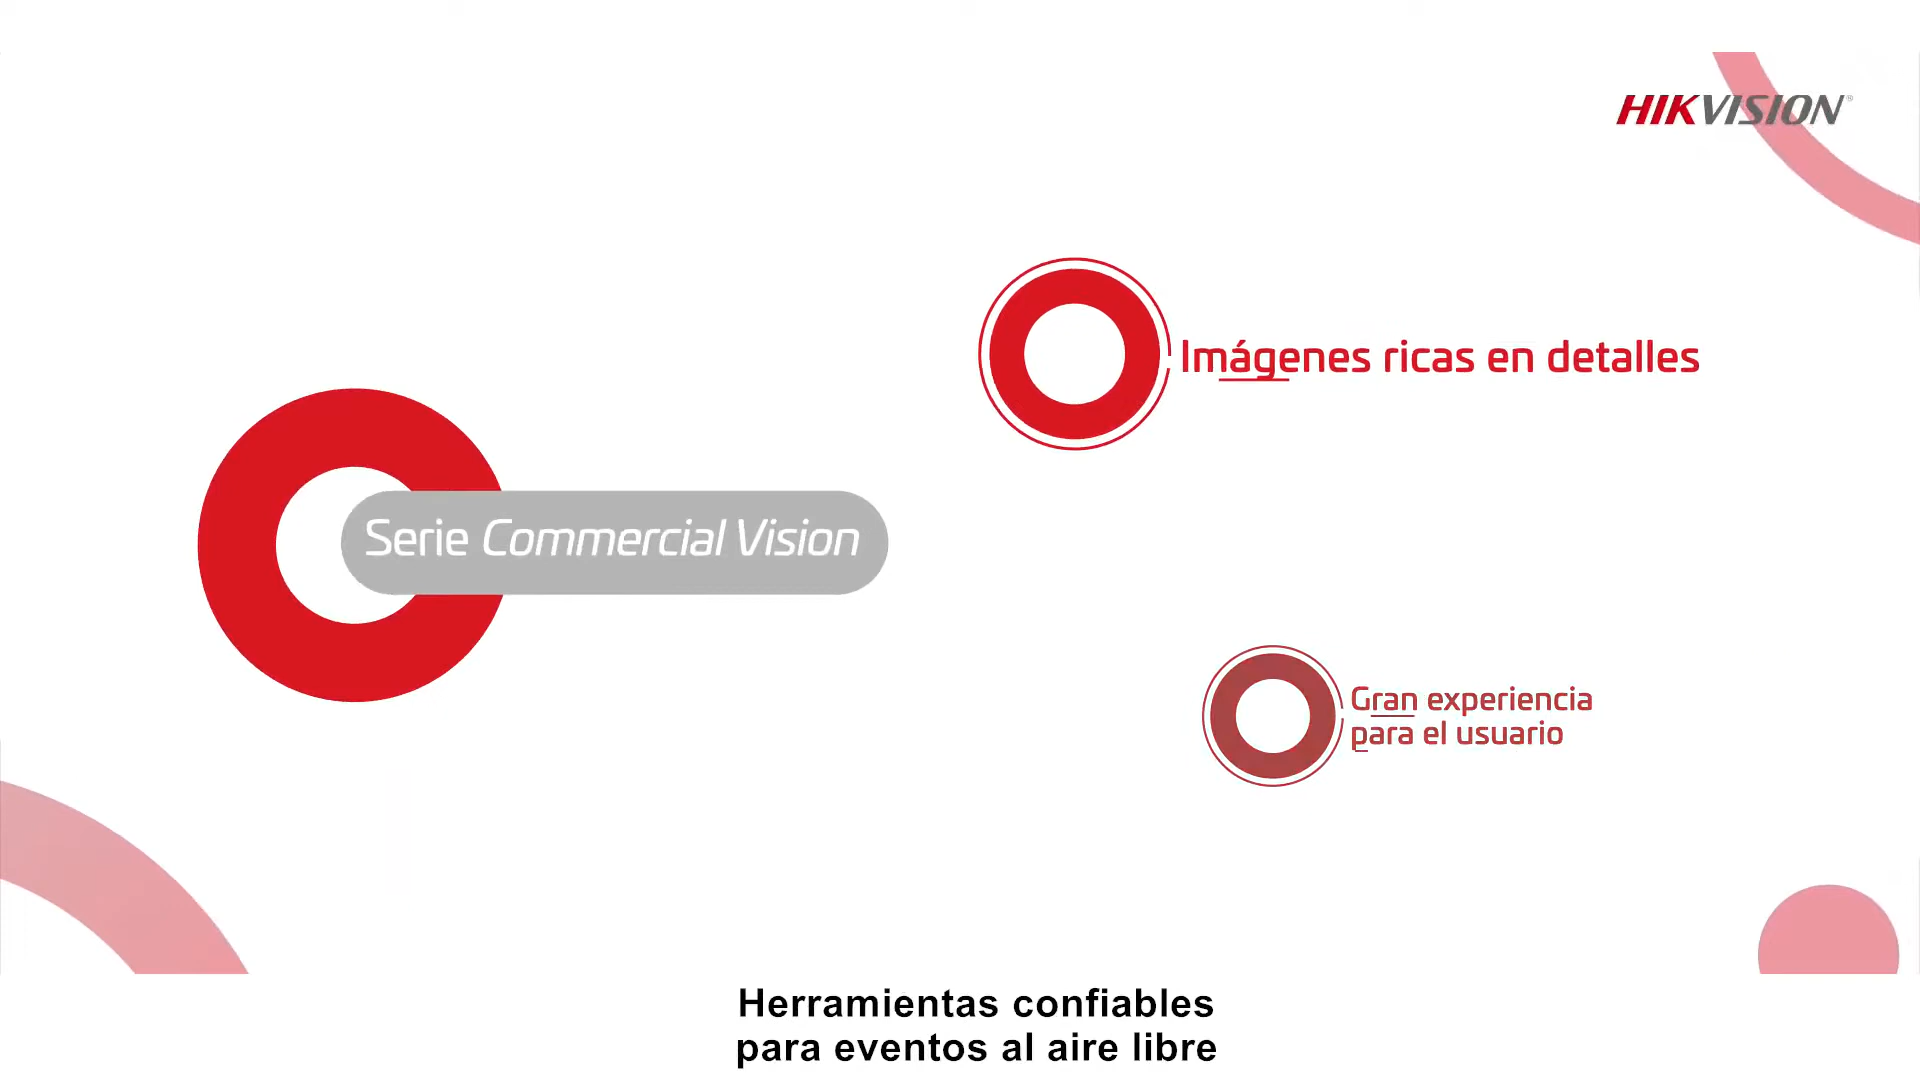 HIKVISION®
Imágenes ricas en detalles
Serie Commercial Vision
Gran experiencia
para el usuario
Herramientas confiables
para eventos al aire libre